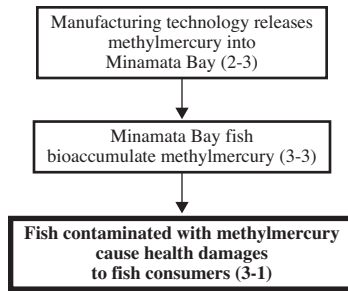 Manufacturing technology releases
methylmercury into
Minamata Bay (2-3)
Minamata Bay fish
bioaccumulate methylmercury (3-3)
Fish contaminated with methylmercury
cause health damages
to fish consumers (3-1)